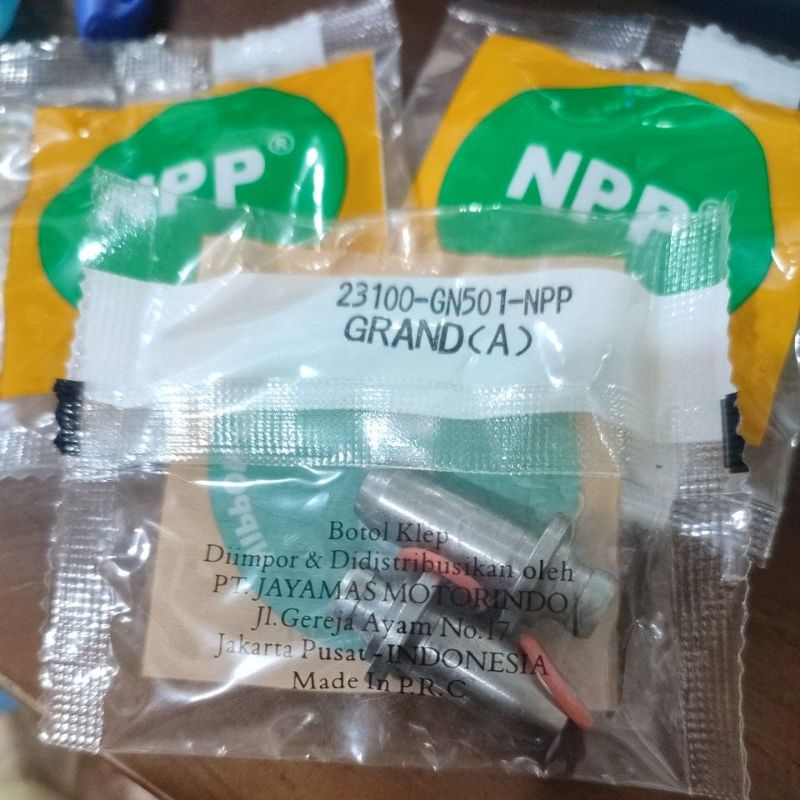 NPP®
NPP®
23100-GN501-NPP
GRAND(A)
Botol Klep
Diimpor & Didistribusikan oleh
PT. JAYAMAS MOTORINDO
Jl.Gereja Ayam No.17
Jakarta Pusat-INDONESIA
Made In P.R.C